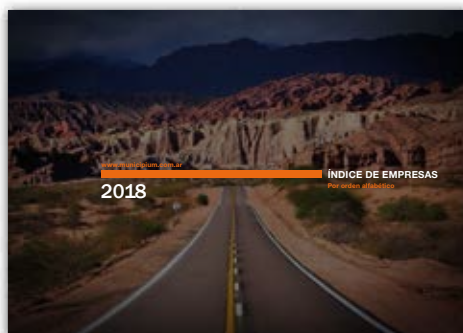 www.municipium.com.ar
ÍNDICE DE EMPRESAS
Por orden alfabético
2018